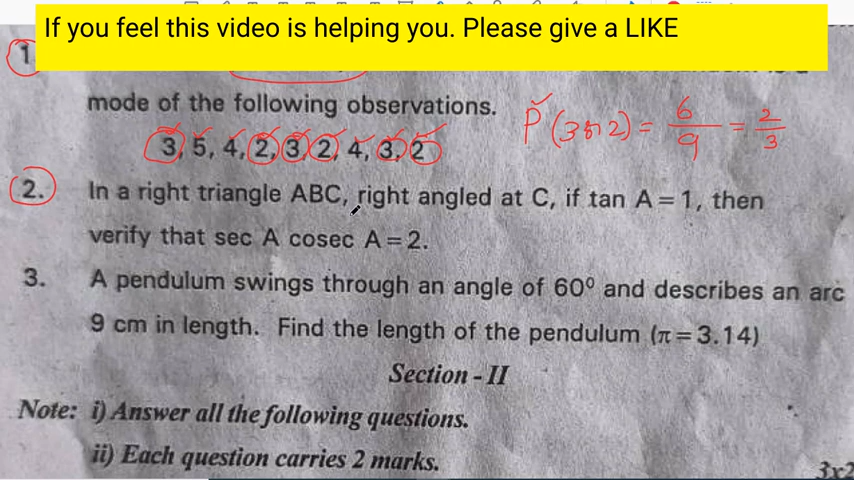 If you feel this video is helping you. Please give a LIKE
1.
mode of the following observations.
P (3 or 2) = 6/9 = 2/3
3, 5, 4, 2, 3, 2, 4, 3, 2
2. In a right triangle ABC, right angled at C, if tan A = 1, then
verify that sec A cosec A = 2.
3. A pendulum swings through an angle of 60⁰ and describes an arc
9 cm in length. Find the length of the pendulum (π = 3.14)
Section - II
Note: i) Answer all the following questions.
ii) Each question carries 2 marks.
3x2